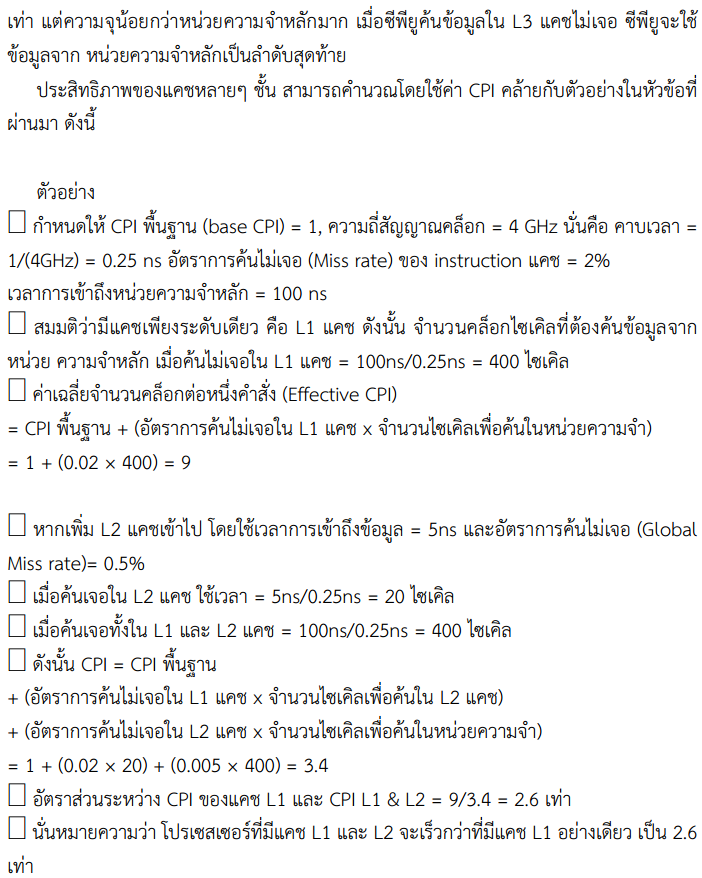 เท่า แต่ความจุน้อยกว่าหน่วยความจำหลักมาก เมื่อซีพียูค้นข้อมูลใน L3 แคชไม่เจอ ซีพียูจะใช้
ข้อมูลจาก หน่วยความจำหลักเป็นลำดับสุดท้าย
ประสิทธิภาพของแคชหลายๆ ชั้น สามารถคำนวณโดยใช้ค่า CPI คล้ายกับตัวอย่างในหัวข้อที่
ผ่านมา ดังนี้
ตัวอย่าง
กำหนดให้ CPI พื้นฐาน (base CPI) = 1, ความถี่สัญญาณคล็อก = 4 GHz นั่นคือ คาบเวลา =
1/(4GHz) = 0.25 ns อัตราการค้นไม่เจอ (Miss rate) ของ instruction แคช = 2%
เวลาการเข้าถึงหน่วยความจำหลัก = 100 ns
สมมติว่ามีแคชเพียงระดับเดียว คือ L1 แคช ดังนั้น จำนวนคล็อกไซเคิลที่ต้องค้นข้อมูลจาก
หน่วย ความจำหลัก เมื่อค้นไม่เจอใน L1 แคช = 100ns/0.25ns = 400 ไซเคิล
ค่าเฉลี่ยจำนวนคล็อกต่อหนึ่งคำสั่ง (Effective CPI)
= CPI พื้นฐาน + (อัตราการค้นไม่เจอใน L1 แคช x จำนวนไซเคิลเพื่อค้นในหน่วยความจำ)
= 1 + (0.02 × 400) = 9
หากเพิ่ม L2 แคชเข้าไป โดยใช้เวลาการเข้าถึงข้อมูล = 5ns และอัตราการค้นไม่เจอ (Global
Miss rate)= 0.5%
เมื่อค้นเจอใน L2 แคช ใช้เวลา = 5ns/0.25ns = 20 ไซเคิล
เมื่อค้นเจอทั้งใน L1 และ L2 แคช = 100ns/0.25ns = 400 ไซเคิล
ดังนั้น CPI = CPI พื้นฐาน
+ (อัตราการค้นไม่เจอใน L1 แคช x จำนวนไซเคิลเพื่อค้นใน L2 แคช)
+ (อัตราการค้นไม่เจอใน L2 แคช x จำนวนไซเคิลเพื่อค้นในหน่วยความจำ)
= 1 + (0.02 × 20) + (0.005 × 400) = 3.4
อัตราส่วนระหว่าง CPI ของแคช L1 และ CPI L1 & L2 = 9/3.4 = 2.6 เท่า
นั่นหมายความว่า โปรเซสเซอร์ที่มีแคช L1 และ L2 จะเร็วกว่าที่มีแคช L1 อย่างเดียว เป็น 2.6
เท่า